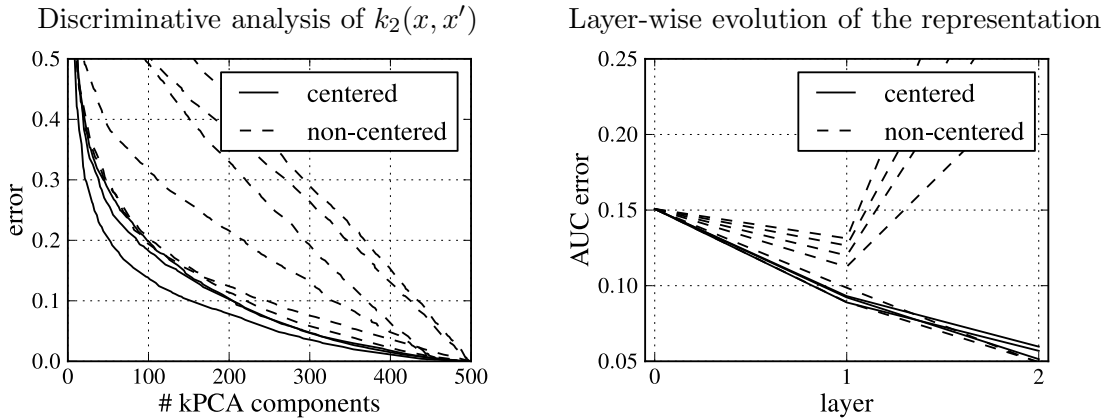 Discriminative analysis of k₂(x, x′)
0.5
0.4
0.3
0.2
0.1
0.0
error
0
100
200
300
400
500
# kPCA components
centered
non-centered
Layer-wise evolution of the representation
0.25
0.20
0.15
0.10
0.05
AUC error
0
1
2
layer
centered
non-centered